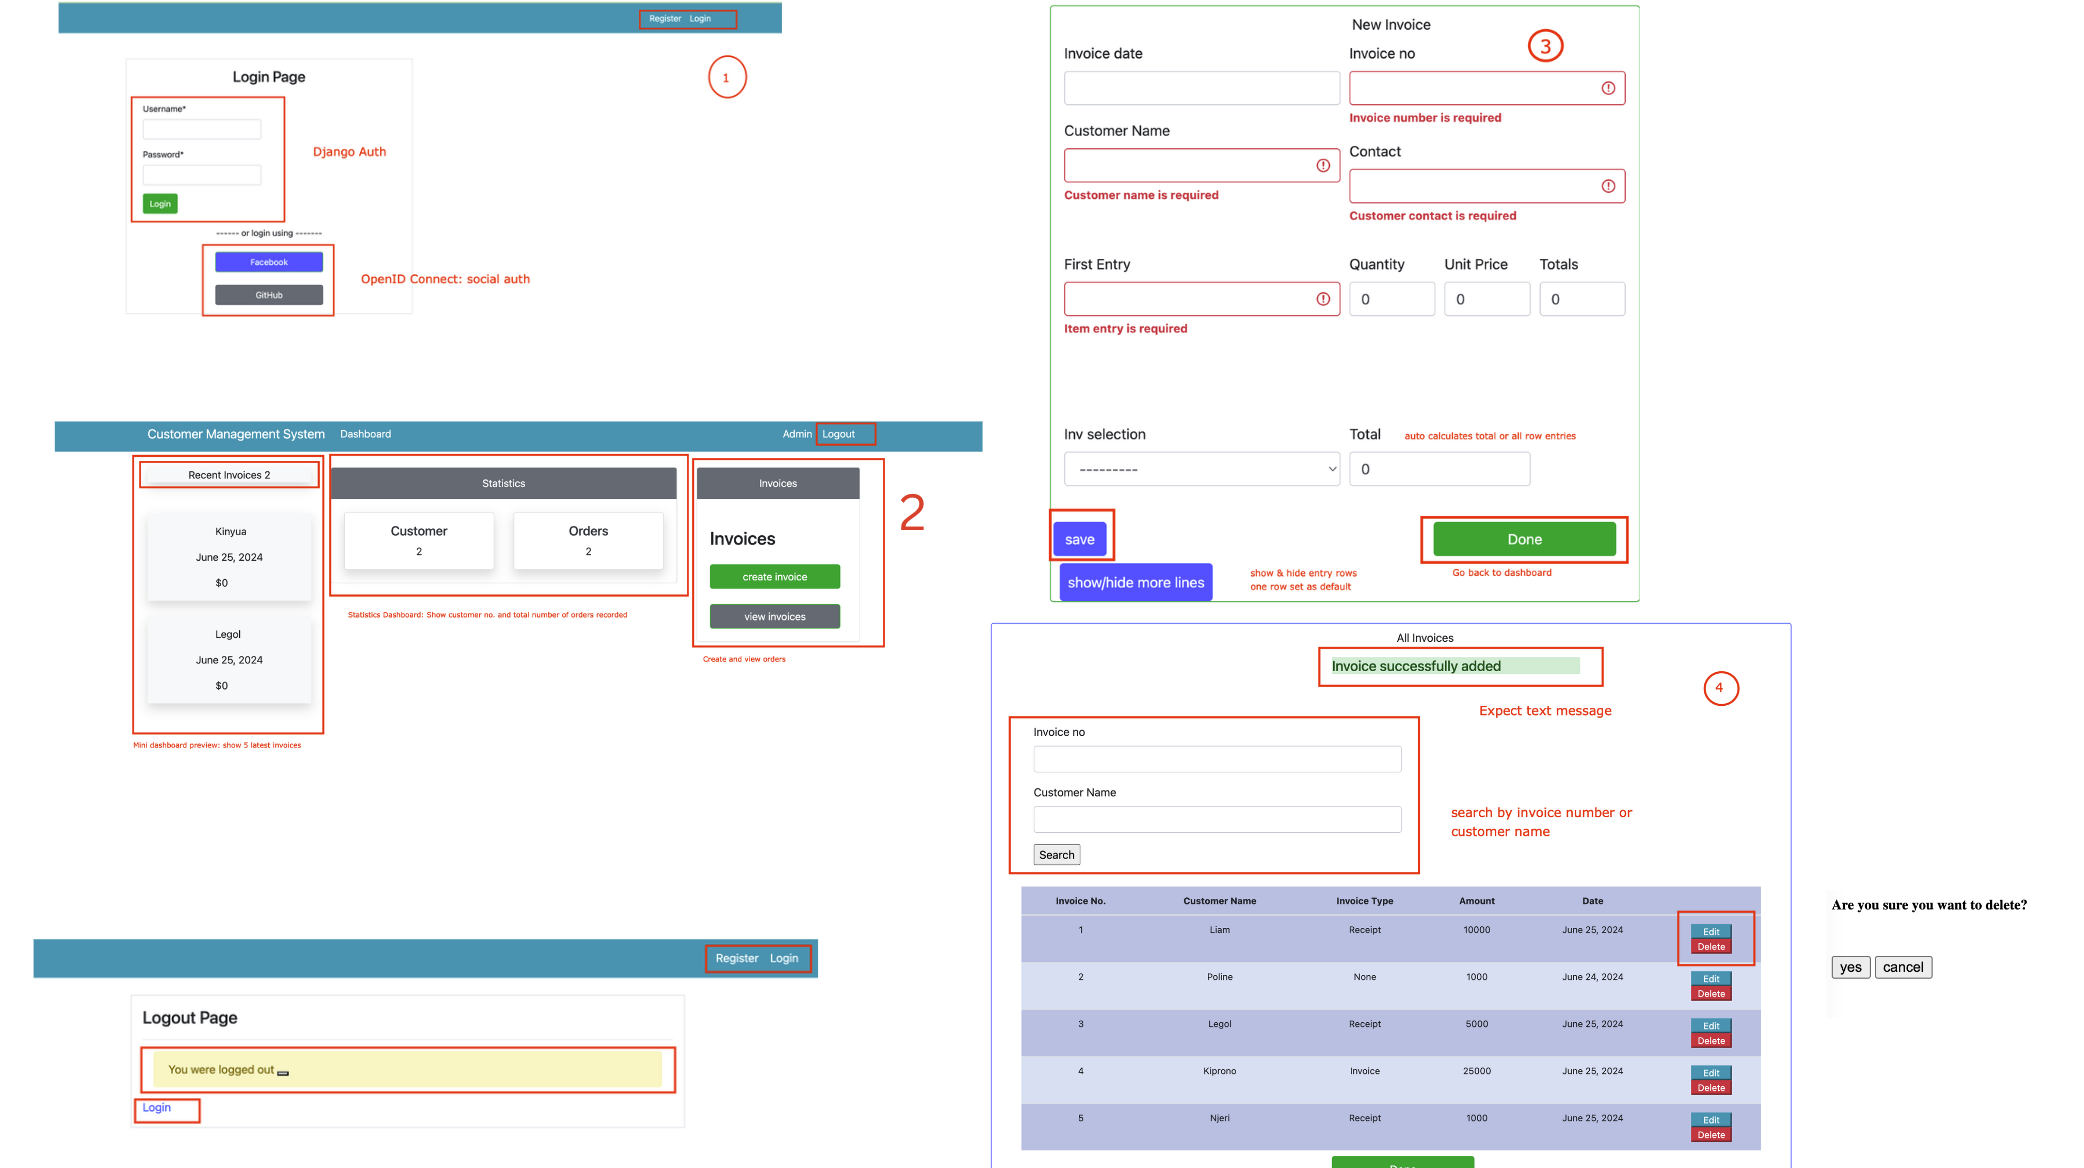 Register Login
1
Login Page
Username*
Django Auth
Password*
Login
------ or login using -------
Facebook
OpenID Connect: social auth
GitHub
Customer Management System Dashboard Admin Logout
Recent Invoices 2
Kinyua
June 25, 2024
$0
Legol
June 25, 2024
$0
Mini dashboard preview: show 5 latest invoices
Statistics
Customer
2
Orders
2
Statistics Dashboard: Show customer no. and total number of orders recorded
Invoices
Invoices
create invoice
view invoices
Create and view orders
2
Register Login
Logout Page
You were logged out
Login
New Invoice
3
Invoice date
Invoice no
Invoice number is required
Customer Name
Customer name is required
Contact
Customer contact is required
First Entry Quantity Unit Price Totals
0 0 0
Item entry is required
Inv selection Total auto calculates total or all row entries
--------- 0
save Done
show/hide more lines
show & hide entry rows
one row set as default
Go back to dashboard
All Invoices
Invoice successfully added
4
Expect text message
Invoice no
Customer Name
search by invoice number or
customer name
Search
Invoice No. Customer Name Invoice Type Amount Date
1 Liam Receipt 10000 June 25, 2024 Edit
Delete
2 Poline None 1000 June 24, 2024 Edit
Delete
3 Legol Receipt 5000 June 25, 2024 Edit
Delete
4 Kiprono Invoice 25000 June 25, 2024 Edit
Delete
5 Njeri Receipt 1000 June 25, 2024 Edit
Delete
Are you sure you want to delete?
yes cancel